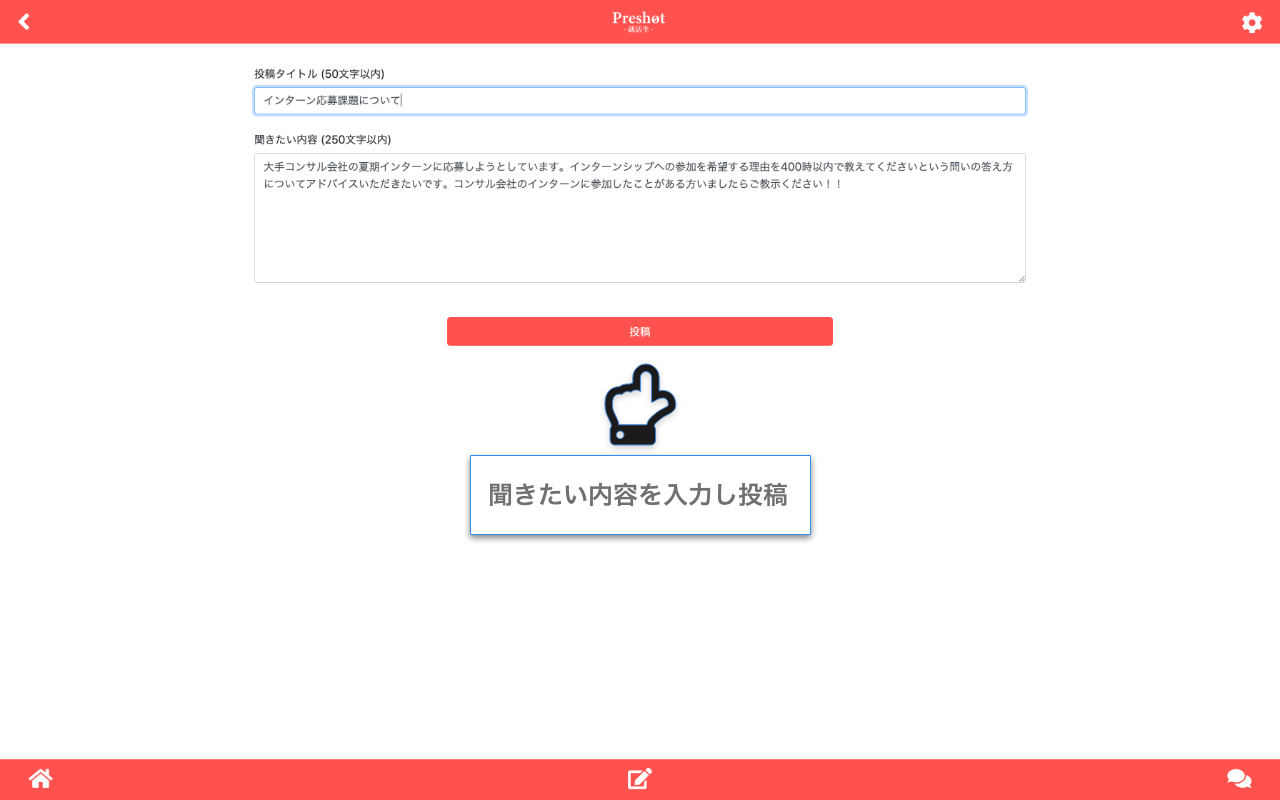 Preshot
- 就活生 -
投稿タイトル (50文字以内)
インターン応募課題について
聞きたい内容 (250文字以内)
大手コンサル会社の夏期インターンに応募しようとしています。インターンシップへの参加を希望する理由を400時以内で教えてくださいという問いの答え方
についてアドバイスいただきたいです。コンサル会社のインターンに参加したことがある方いましたらご教示ください！！
投稿
聞きたい内容を入力し投稿